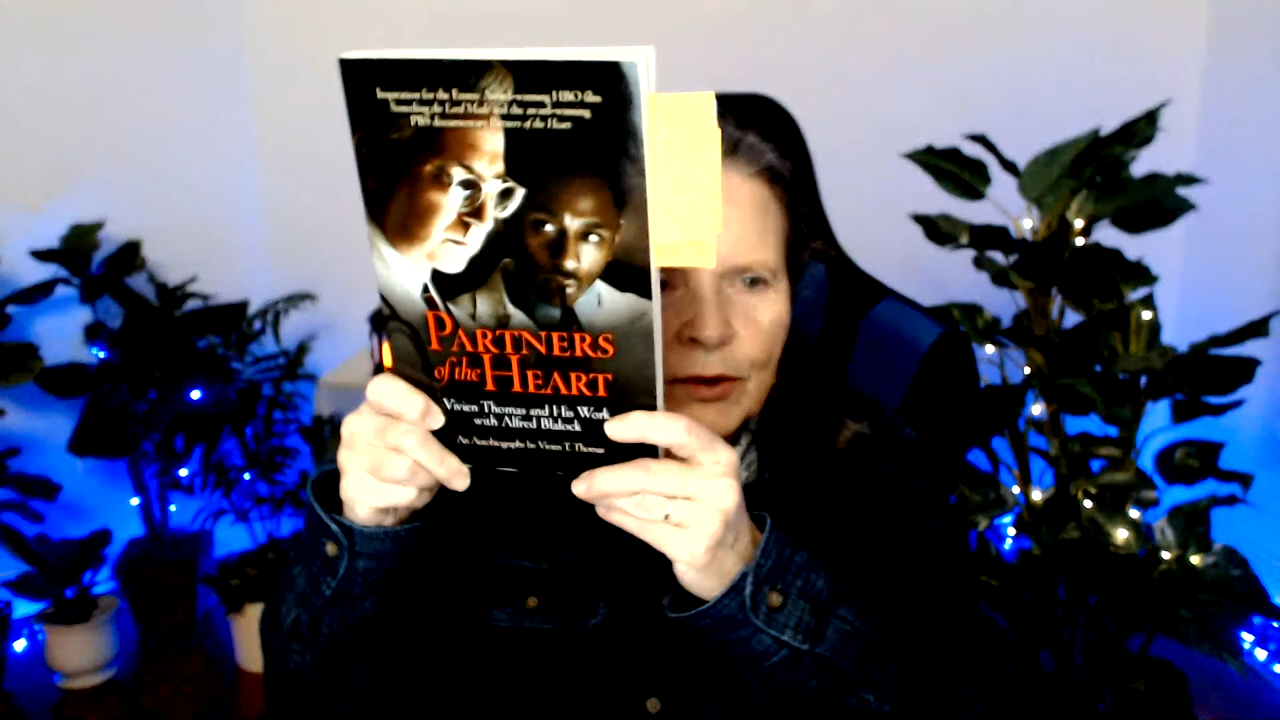 Inspiration for the Emmy Award-winning HBO film
Something the Lord Made and the award-winning
PBS documentary Partners of the Heart
PARTNERS
of the HEART
Vivien Thomas and His Work
with Alfred Blalock
An Autobiography by Vivien T. Thomas